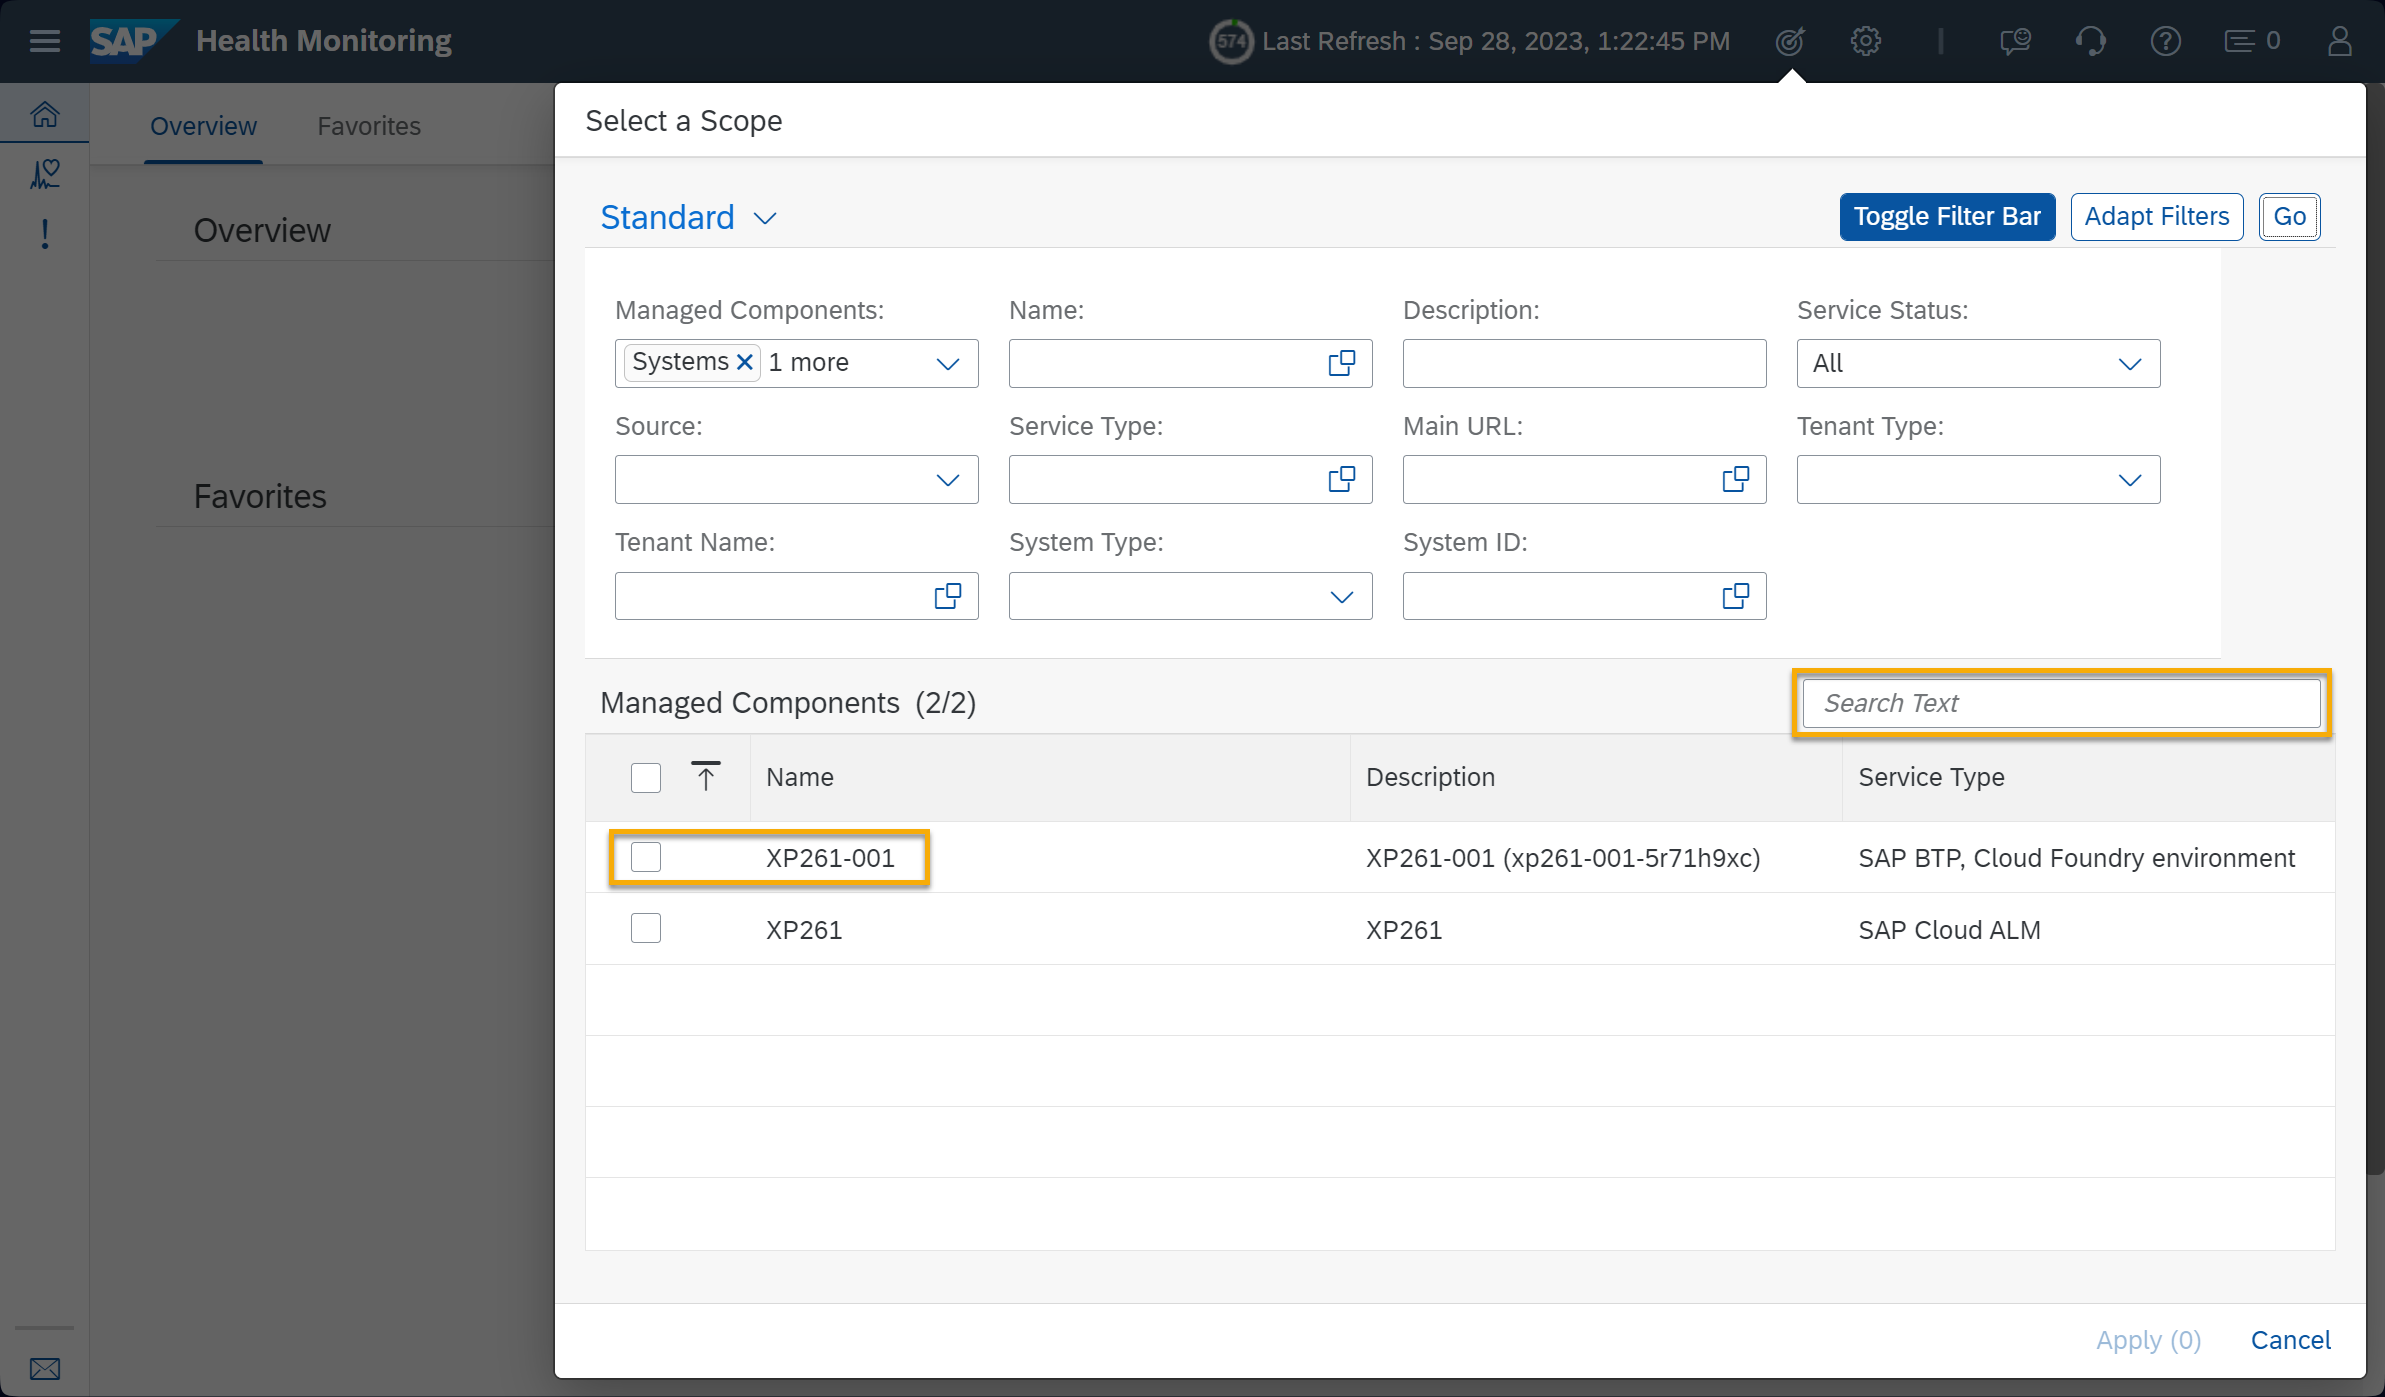 SAP Health Monitoring
574 Last Refresh : Sep 28, 2023, 1:22:45 PM
0
Overview Favorites
Overview
Favorites
Select a Scope
Standard
Toggle Filter Bar Adapt Filters Go
Managed Components: Name: Description: Service Status:
Systems 1 more All
Source: Service Type: Main URL: Tenant Type:
Tenant Name: System Type: System ID:
Managed Components (2/2) Search Text
Name Description Service Type
XP261-001 XP261-001 (xp261-001-5r71h9xc) SAP BTP, Cloud Foundry environment
XP261 XP261 SAP Cloud ALM
Apply (0) Cancel